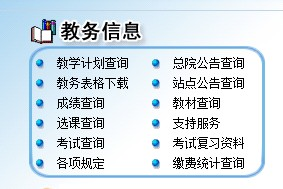 教务信息
教学计划查询 总院公告查询
教务表格下载 站点公告查询
成绩查询 教材查询
选课查询 支持服务
考试查询 考试复习资料
各项规定 缴费统计查询